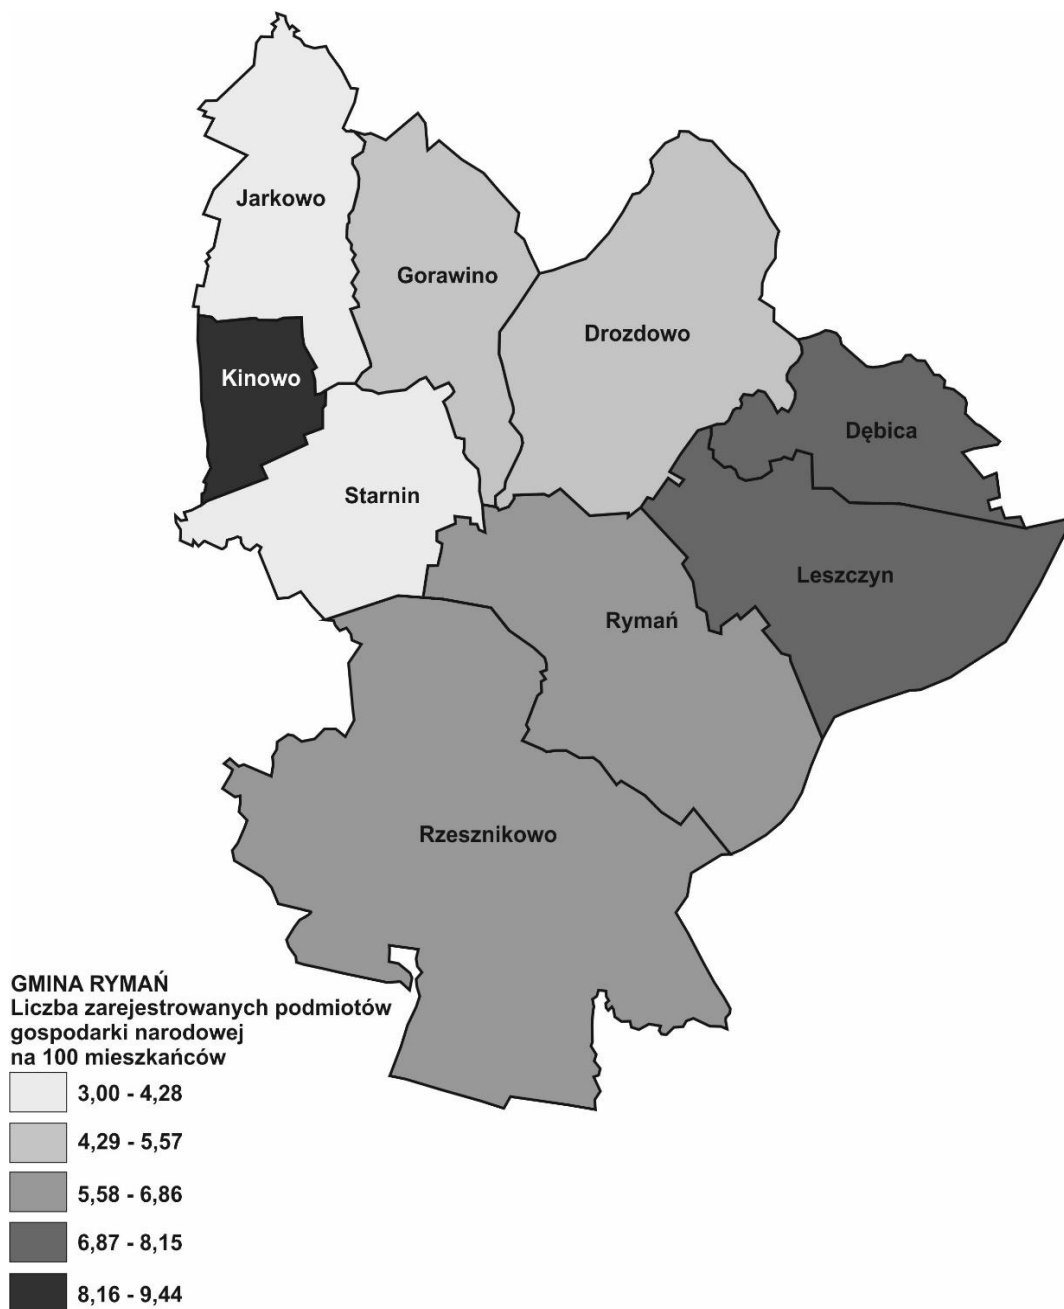 Jarkowo
Gorawino
Drozdowo
Kinowo
Dębica
Starnin
Leszczyn
Rymań
Rzesznikowo
GMINA RYMAŃ
Liczba zarejestrowanych podmiotów
gospodarki narodowej
na 100 mieszkańców
3,00 - 4,28
4,29 - 5,57
5,58 - 6,86
6,87 - 8,15
8,16 - 9,44